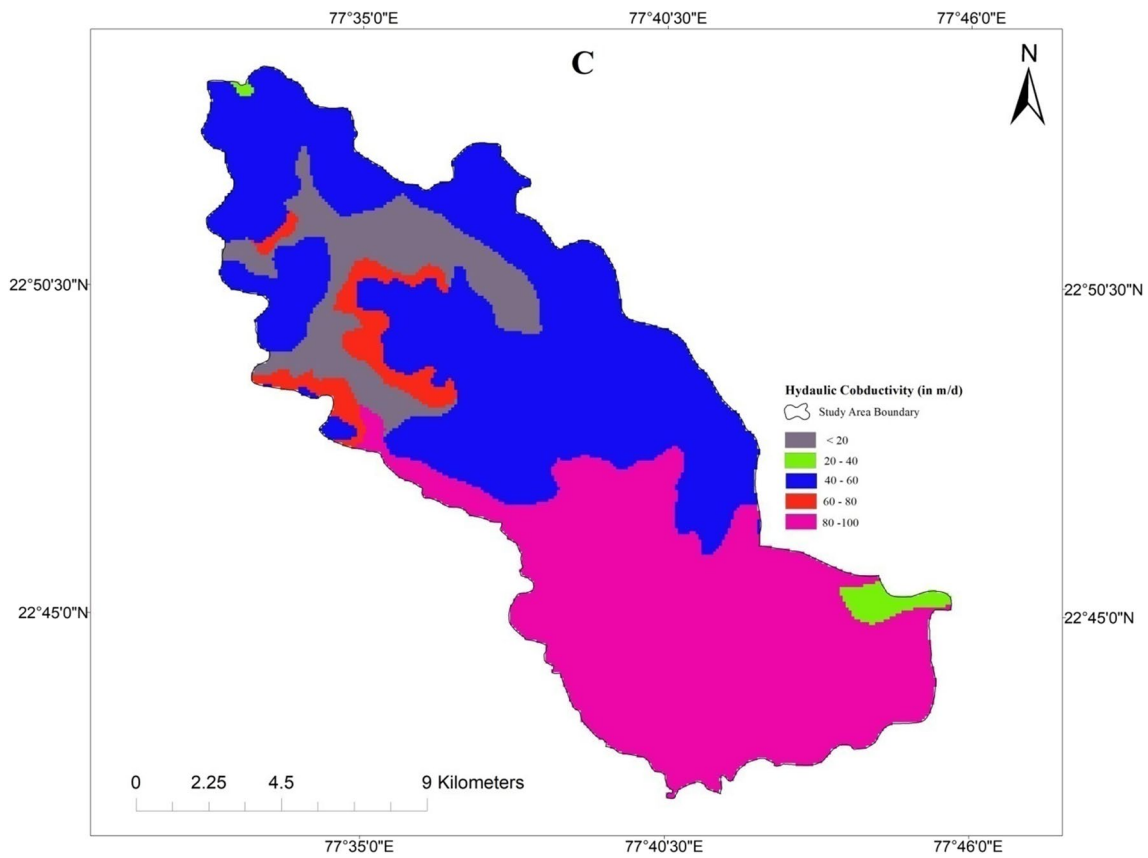 77°35'0"E 77°40'30"E 77°46'0"E
C
N
22°50'30"N 22°50'30"N
Hydaulic Cobductivity (in m/d)
Study Area Boundary
< 20
20 - 40
40 - 60
60 - 80
80 -100
22°45'0"N 22°45'0"N
0 2.25 4.5 9 Kilometers
77°35'0"E 77°40'30"E 77°46'0"E